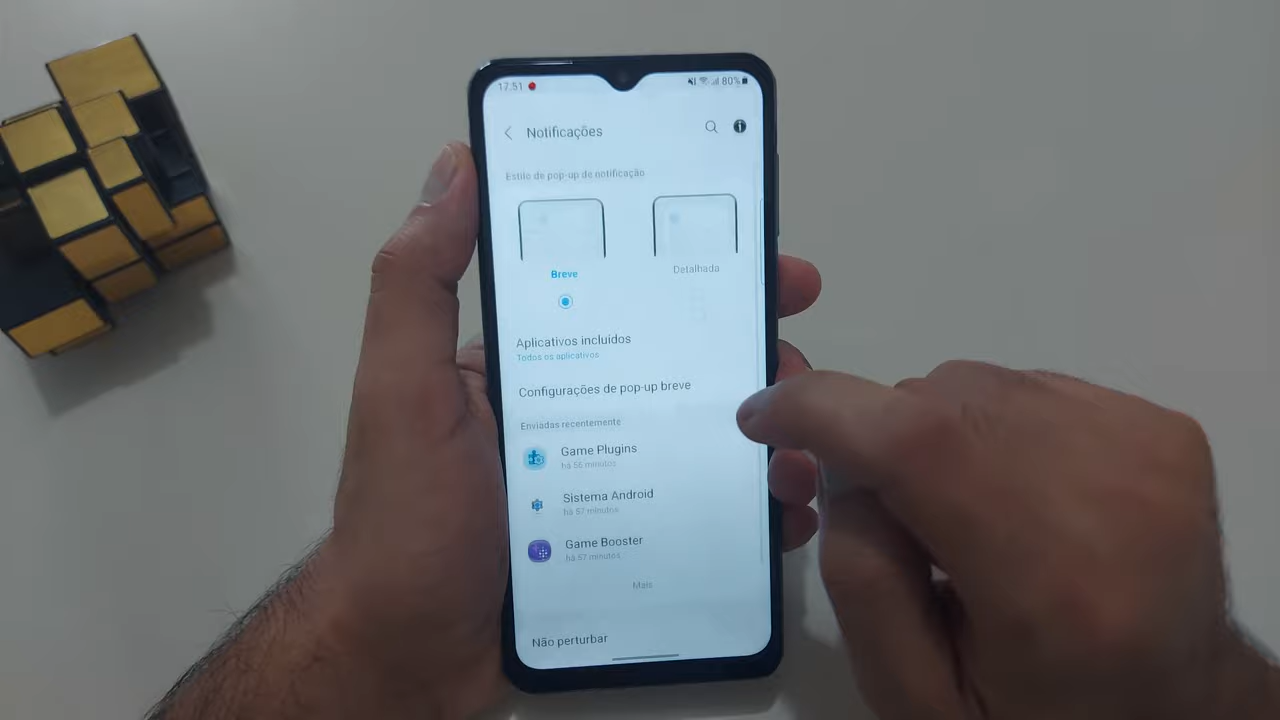 17.51
80%
Notificações
Estilo de pop-up de notificação
Breve
Detalhada
Aplicativos incluídos
Todos os aplicativos
Configurações de pop-up breve
Enviadas recentemente
Game Plugins
há 56 minutos
Sistema Android
há 57 minutos
Game Booster
há 57 minutos
Mais
Não perturbar